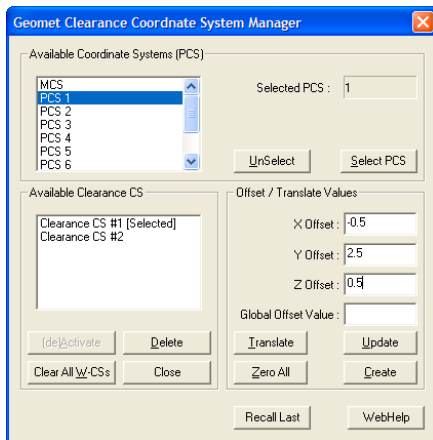 Geomet Clearance Coordnate System Manager
Available Coordinate Systems (PCS)
MCS
PCS 1
PCS 2
PCS 3
PCS 4
PCS 5
PCS 6
Selected PCS : 1
UnSelect
Select PCS
Available Clearance CS
Clearance CS #1 [Selected]
Clearance CS #2
(de)Activate
Delete
Clear All W-CSs
Close
Offset / Translate Values
X Offset : -0.5
Y Offset : 2.5
Z Offset : 0.5
Global Offset Value :
Translate
Update
Zero All
Create
Recall Last
WebHelp